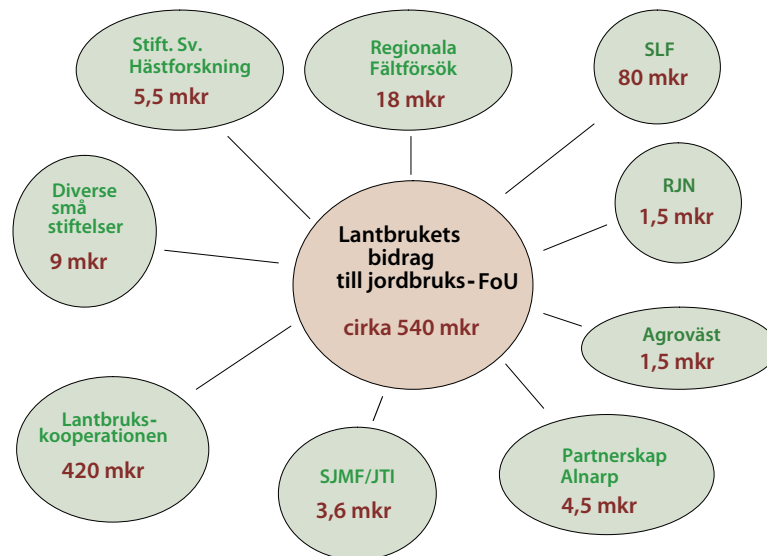 Stift. Sv.
Hästforskning
5,5 mkr
Regionala
Fältförsök
18 mkr
SLF
80 mkr
Diverse
små
stiftelser
9 mkr
RJN
1,5 mkr
Lantbrukets
bidrag
till jordbruks-FoU
cirka 540 mkr
Agroväst
1,5 mkr
Lantbruks-
kooperationen
420 mkr
SJMF/JTI
3,6 mkr
Partnerskap
Alnarp
4,5 mkr